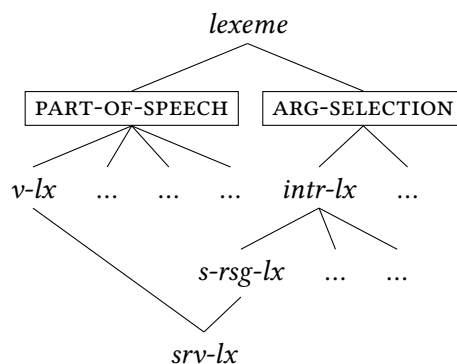 lexeme
PART-OF-SPEECH ARG-SELECTION
v-lx ... ... ... intr-lx ...
s-rsg-lx ... ...
srv-lx